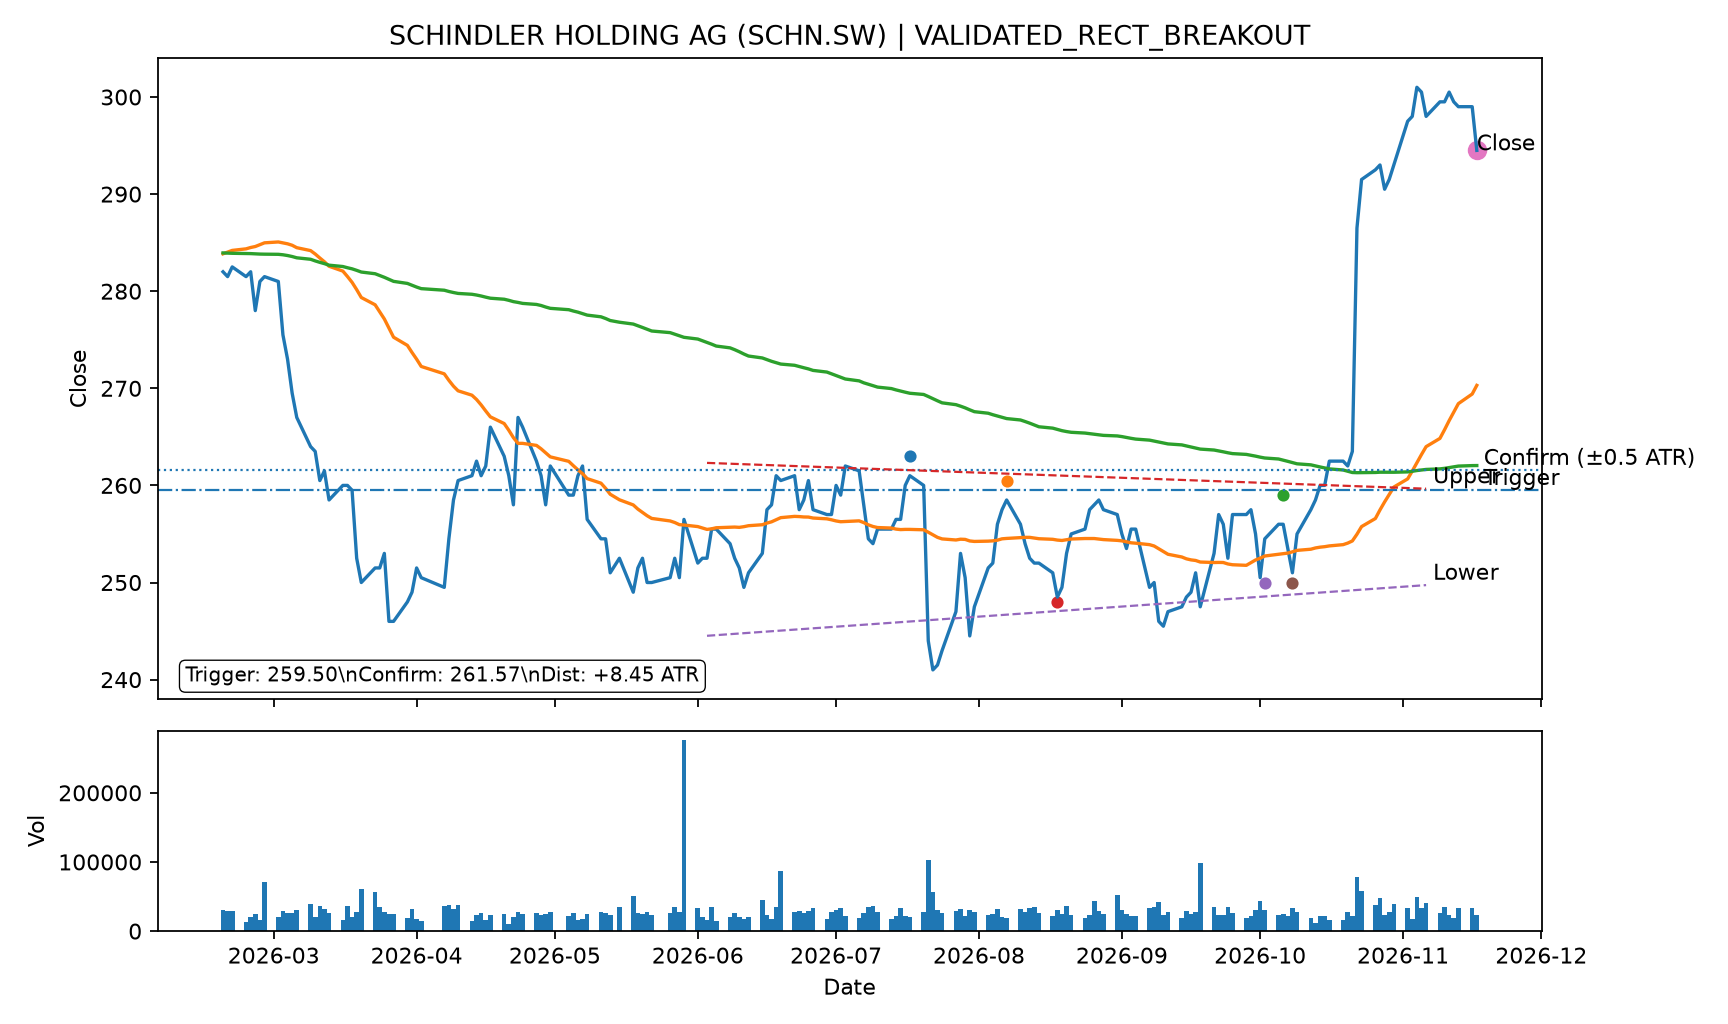 SCHINDLER HOLDING AG (SCHN.SW) | VALIDATED_RECT_BREAKOUT
300
290
280
270
260
250
240
Close
Close
Confirm (±0.5 ATR)
Upper
Trigger
Lower
Trigger: 259.50\nConfirm: 261.57\nDist: +8.45 ATR
200000
100000
0
Vol
2026-03 2026-04 2026-05 2026-06 2026-07 2026-08 2026-09 2026-10 2026-11 2026-12
Date